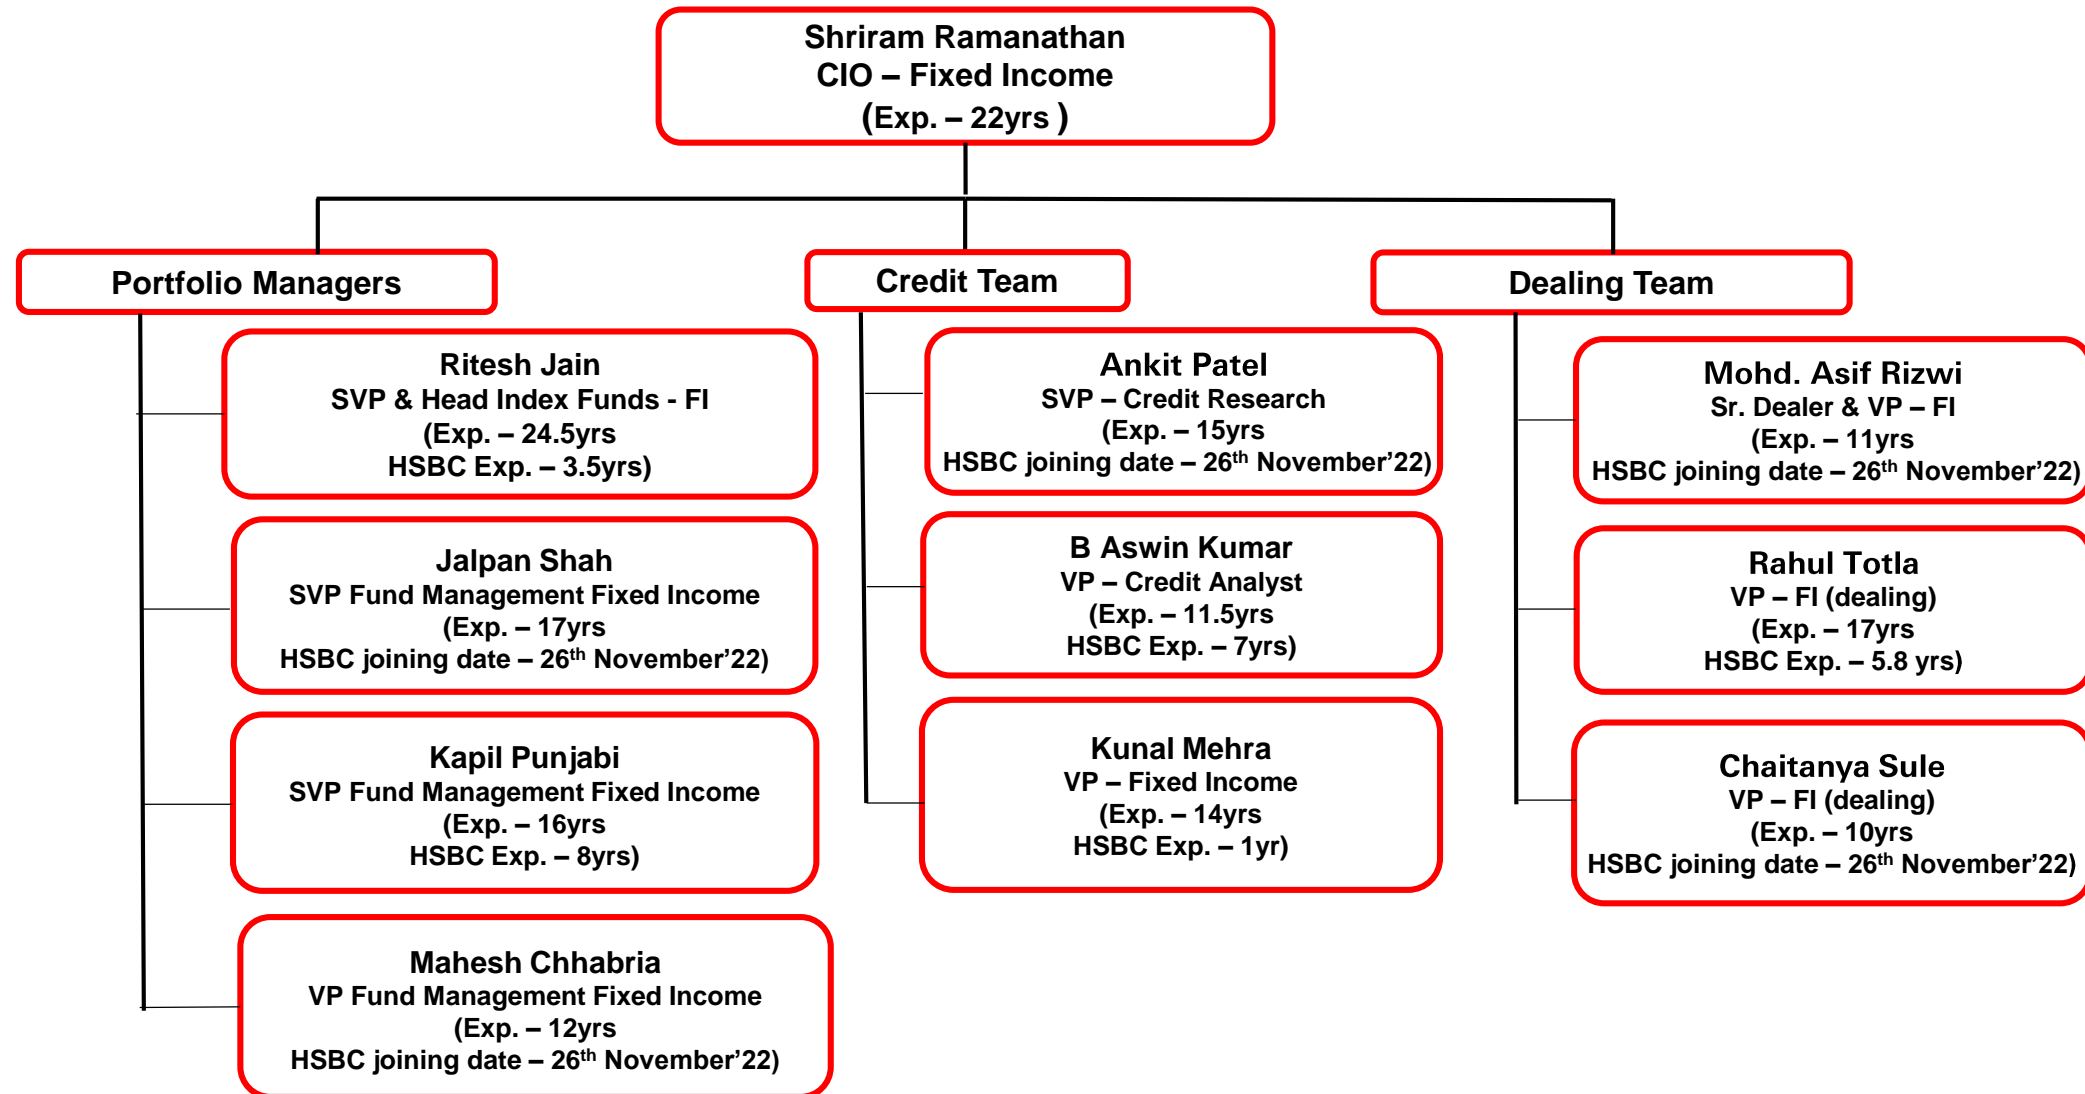 Shriram Ramanathan
CIO – Fixed Income
(Exp. – 22yrs )
Portfolio Managers
Ritesh Jain
SVP & Head Index Funds - FI
(Exp. – 24.5yrs
HSBC Exp. – 3.5yrs)
Jalpan Shah
SVP Fund Management Fixed Income
(Exp. – 17yrs
HSBC joining date – 26th November’22)
Kapil Punjabi
SVP Fund Management Fixed Income
(Exp. – 16yrs
HSBC Exp. – 8yrs)
Mahesh Chhabria
VP Fund Management Fixed Income
(Exp. – 12yrs
HSBC joining date – 26th November’22)
Credit Team
Ankit Patel
SVP – Credit Research
(Exp. – 15yrs
HSBC joining date – 26th November’22)
B Aswin Kumar
VP – Credit Analyst
(Exp. – 11.5yrs
HSBC Exp. – 7yrs)
Kunal Mehra
VP – Fixed Income
(Exp. – 14yrs
HSBC Exp. – 1yr)
Dealing Team
Mohd. Asif Rizwi
Sr. Dealer & VP – FI
(Exp. – 11yrs
HSBC joining date – 26th November’22)
Rahul Totla
VP – FI (dealing)
(Exp. – 17yrs
HSBC Exp. – 5.8 yrs)
Chaitanya Sule
VP – FI (dealing)
(Exp. – 10yrs
HSBC joining date – 26th November’22)